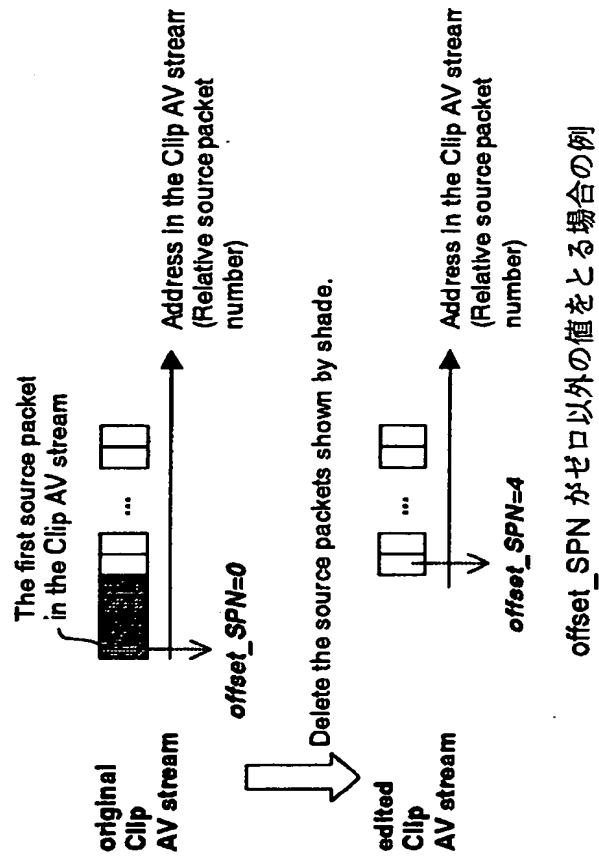 The first source packet
in the Clip AV stream
original
Clip
AV stream
...
Address in the Clip AV stream
(Relative source packet
number)
offset_SPN=0
Delete the source packets shown by shade.
edited
Clip
AV stream
...
Address in the Clip AV stream
(Relative source packet
number)
offset_SPN=4
offset_SPN がゼロ以外の値をとる場合の例